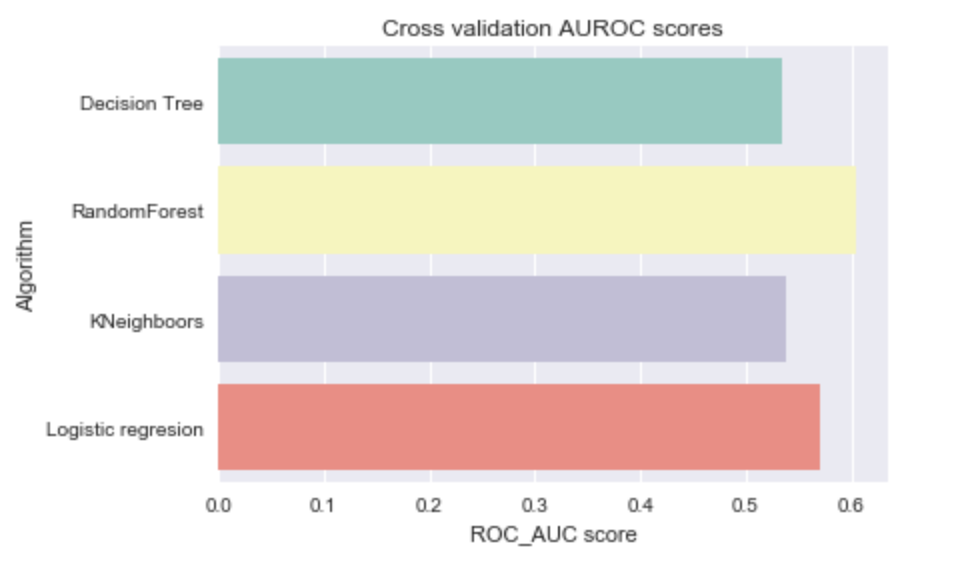 Cross validation AUROC scores
Decision Tree
RandomForest
KNeighboors
Logistic regresion
Algorithm
0.0 0.1 0.2 0.3 0.4 0.5 0.6
ROC_AUC score